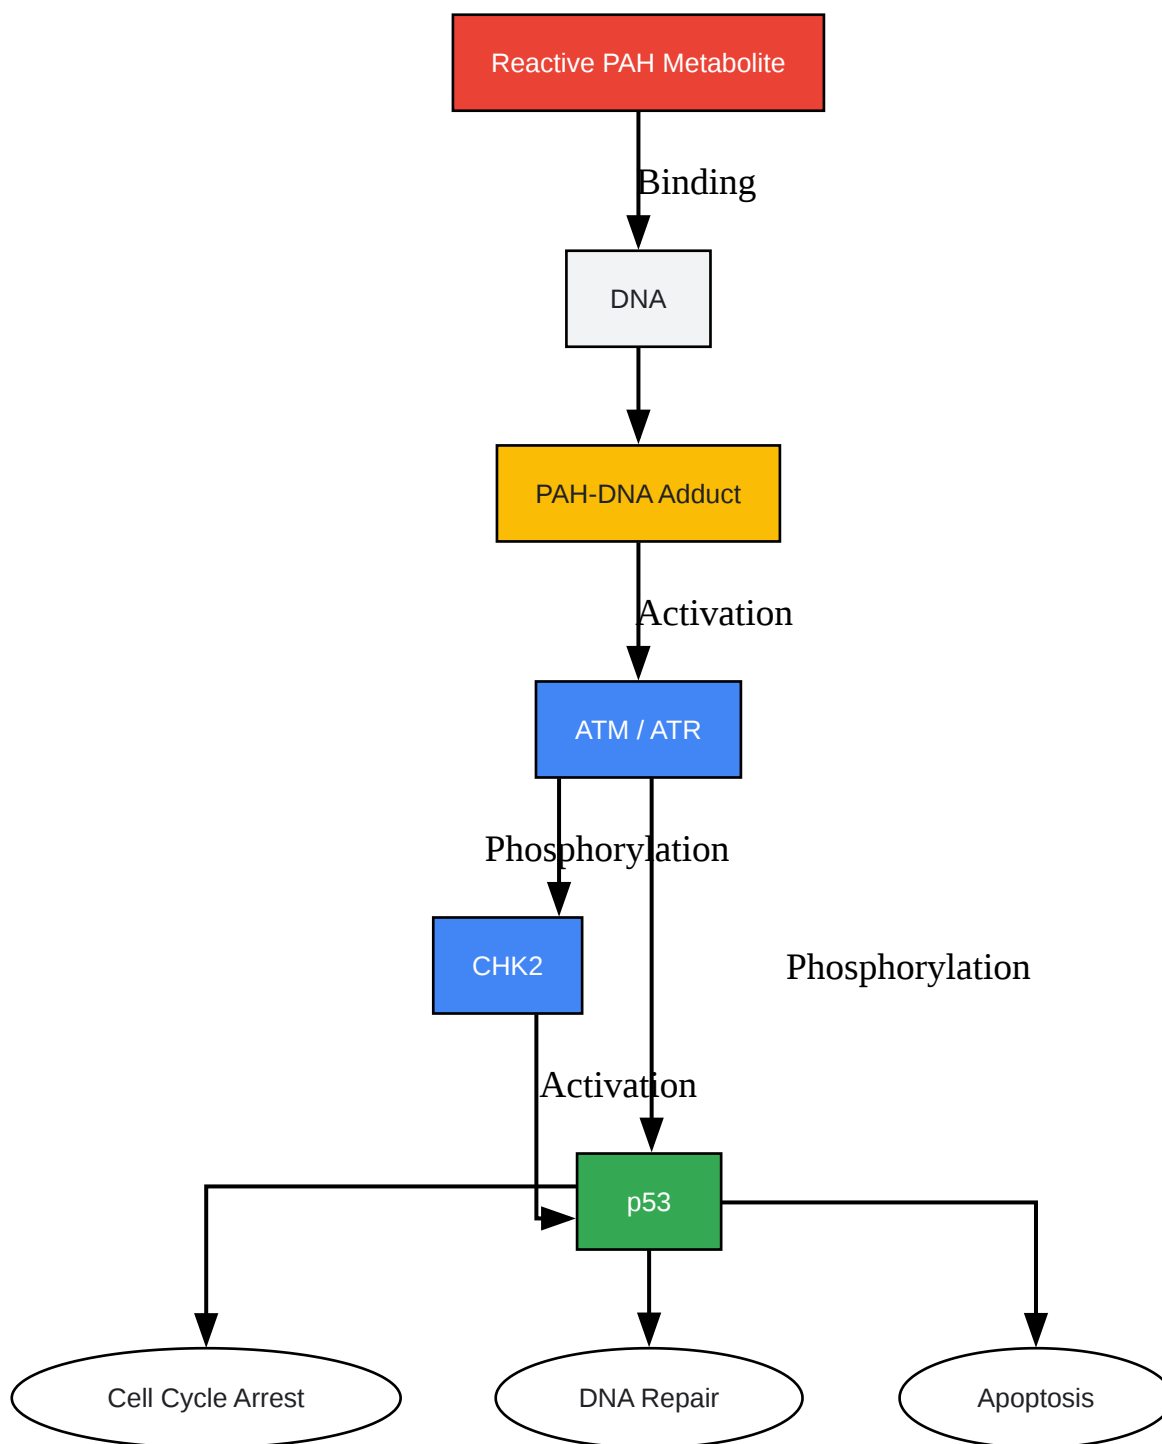 Reactive PAH Metabolite
Binding
DNA
PAH-DNA Adduct
Activation
ATM / ATR
Phosphorylation
CHK2
Phosphorylation
Activation
p53
Cell Cycle Arrest
DNA Repair
Apoptosis